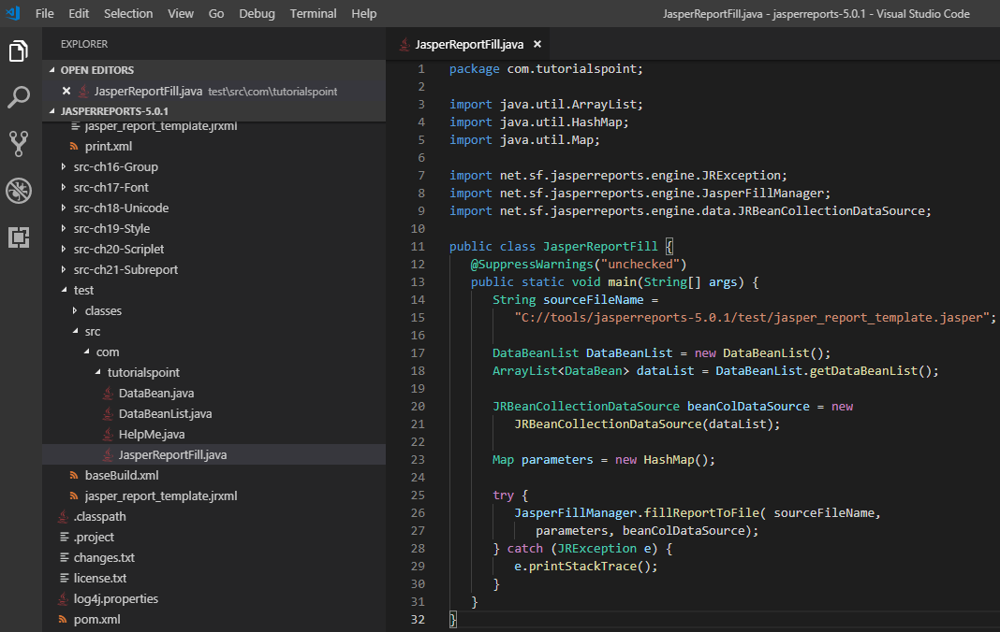 File Edit Selection View Go Debug Terminal Help
JasperReportFill.java - jasperreports-5.0.1 - Visual Studio Code
EXPLORER
OPEN EDITORS
JasperReportFill.java test\src\com\tutorialspoint
JASPERREPORTS-5.0.1
jasper_report_template.jrxml
print.xml
src-ch16-Group
src-ch17-Font
src-ch18-Unicode
src-ch19-Style
src-ch20-Scriplet
src-ch21-Subreport
test
classes
src
com
tutorialspoint
DataBean.java
DataBeanList.java
HelpMe.java
JasperReportFill.java
baseBuild.xml
jasper_report_template.jrxml
.classpath
.project
changes.txt
license.txt
log4j.properties
pom.xml
JasperReportFill.java
1 package com.tutorialspoint;
2
3 import java.util.ArrayList;
4 import java.util.HashMap;
5 import java.util.Map;
6
7 import net.sf.jasperreports.engine.JRException;
8 import net.sf.jasperreports.engine.JasperFillManager;
9 import net.sf.jasperreports.engine.data.JRBeanCollectionDataSource;
10
11 public class JasperReportFill {
12 @SuppressWarnings("unchecked")
13 public static void main(String[] args) {
14 String sourceFileName =
15 "C://tools/jasperreports-5.0.1/test/jasper_report_template.jasper";
16
17 DataBeanList DataBeanList = new DataBeanList();
18 ArrayList<DataBean> dataList = DataBeanList.getDataBeanList();
19
20 JRBeanCollectionDataSource beanColDataSource = new
21 JRBeanCollectionDataSource(dataList);
22
23 Map parameters = new HashMap();
24
25 try {
26 JasperFillManager.fillReportToFile( sourceFileName,
27 parameters, beanColDataSource);
28 } catch (JRException e) {
29 e.printStackTrace();
30 }
31 }
32 }